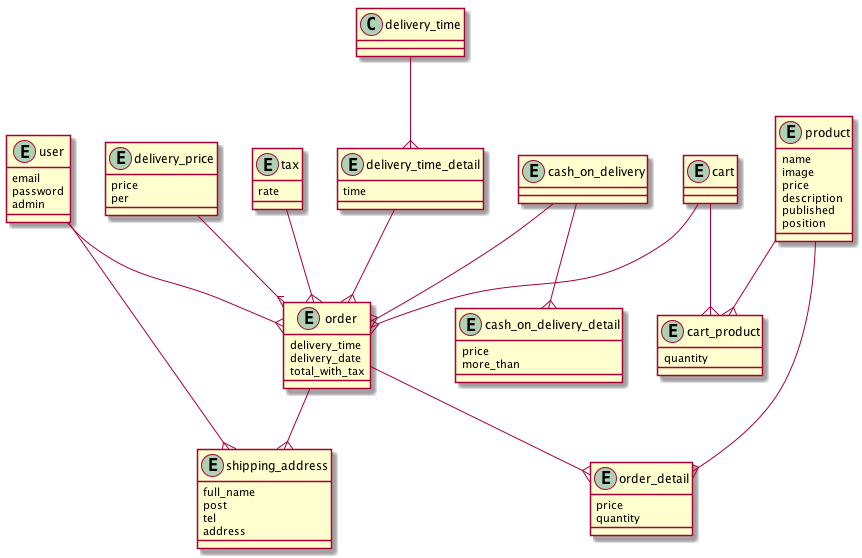 C delivery_time
E user
email
password
admin
E delivery_price
price
per
E tax
rate
E delivery_time_detail
time
E cash_on_delivery
E cart
E product
name
image
price
description
published
position
E order
delivery_time
delivery_date
total_with_tax
E cash_on_delivery_detail
price
more_than
E cart_product
quantity
E shipping_address
full_name
post
tel
address
E order_detail
price
quantity